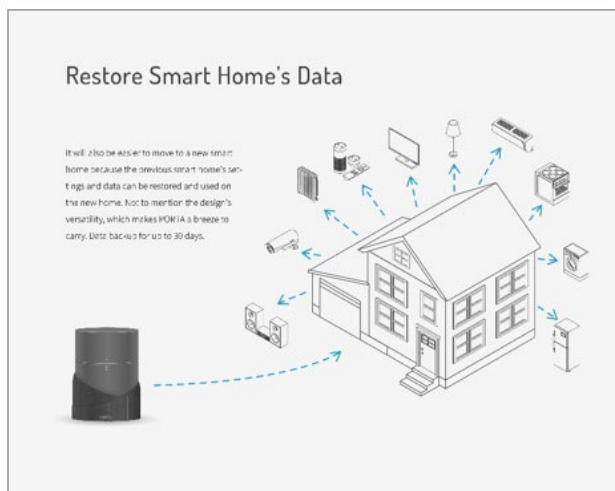 Restore Smart Home's Data
It will also be easier to move to a new smart
home because the previous smart home's set-
tings and data can be restored and used on
the new home. Not to mention the design's
versatility, which makes PORTA a breeze to
carry. Data backup for up to 30 days.